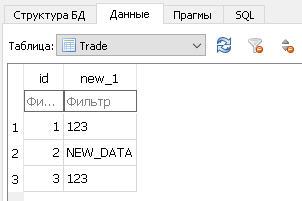 Структура БД Данные Прагмы SQL
Таблица: Trade
id new_1
Фи... Фильтр
1 1 123
2 2 NEW_DATA
3 3 123